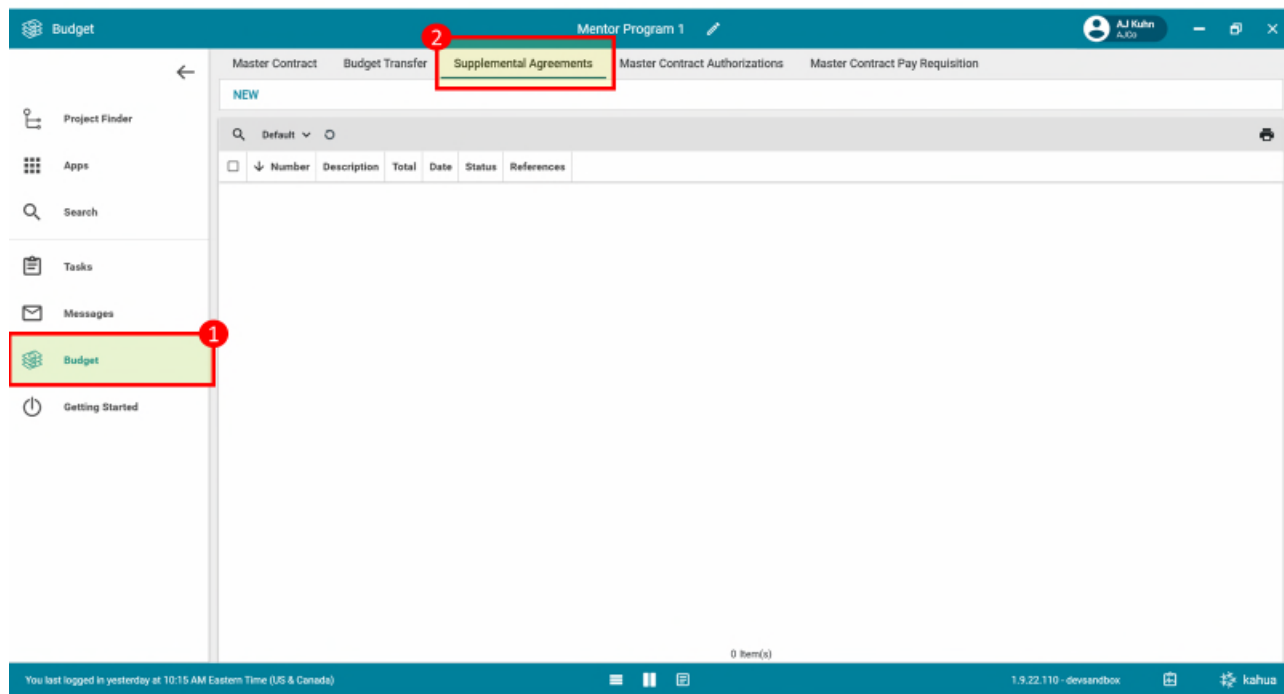 Budget
Mentor Program 1
AJ Kuhn
AJCo
2
Master Contract Budget Transfer Supplemental Agreements Master Contract Authorizations Master Contract Pay Requisition
NEW
Project Finder
Default
Apps
Number Description Total Date Status References
Search
Tasks
Messages
1
Budget
Getting Started
0 Item(s)
You last logged in yesterday at 10:15 AM Eastern Time (US & Canada)
1.9.22.110 - devsandbox
kahua